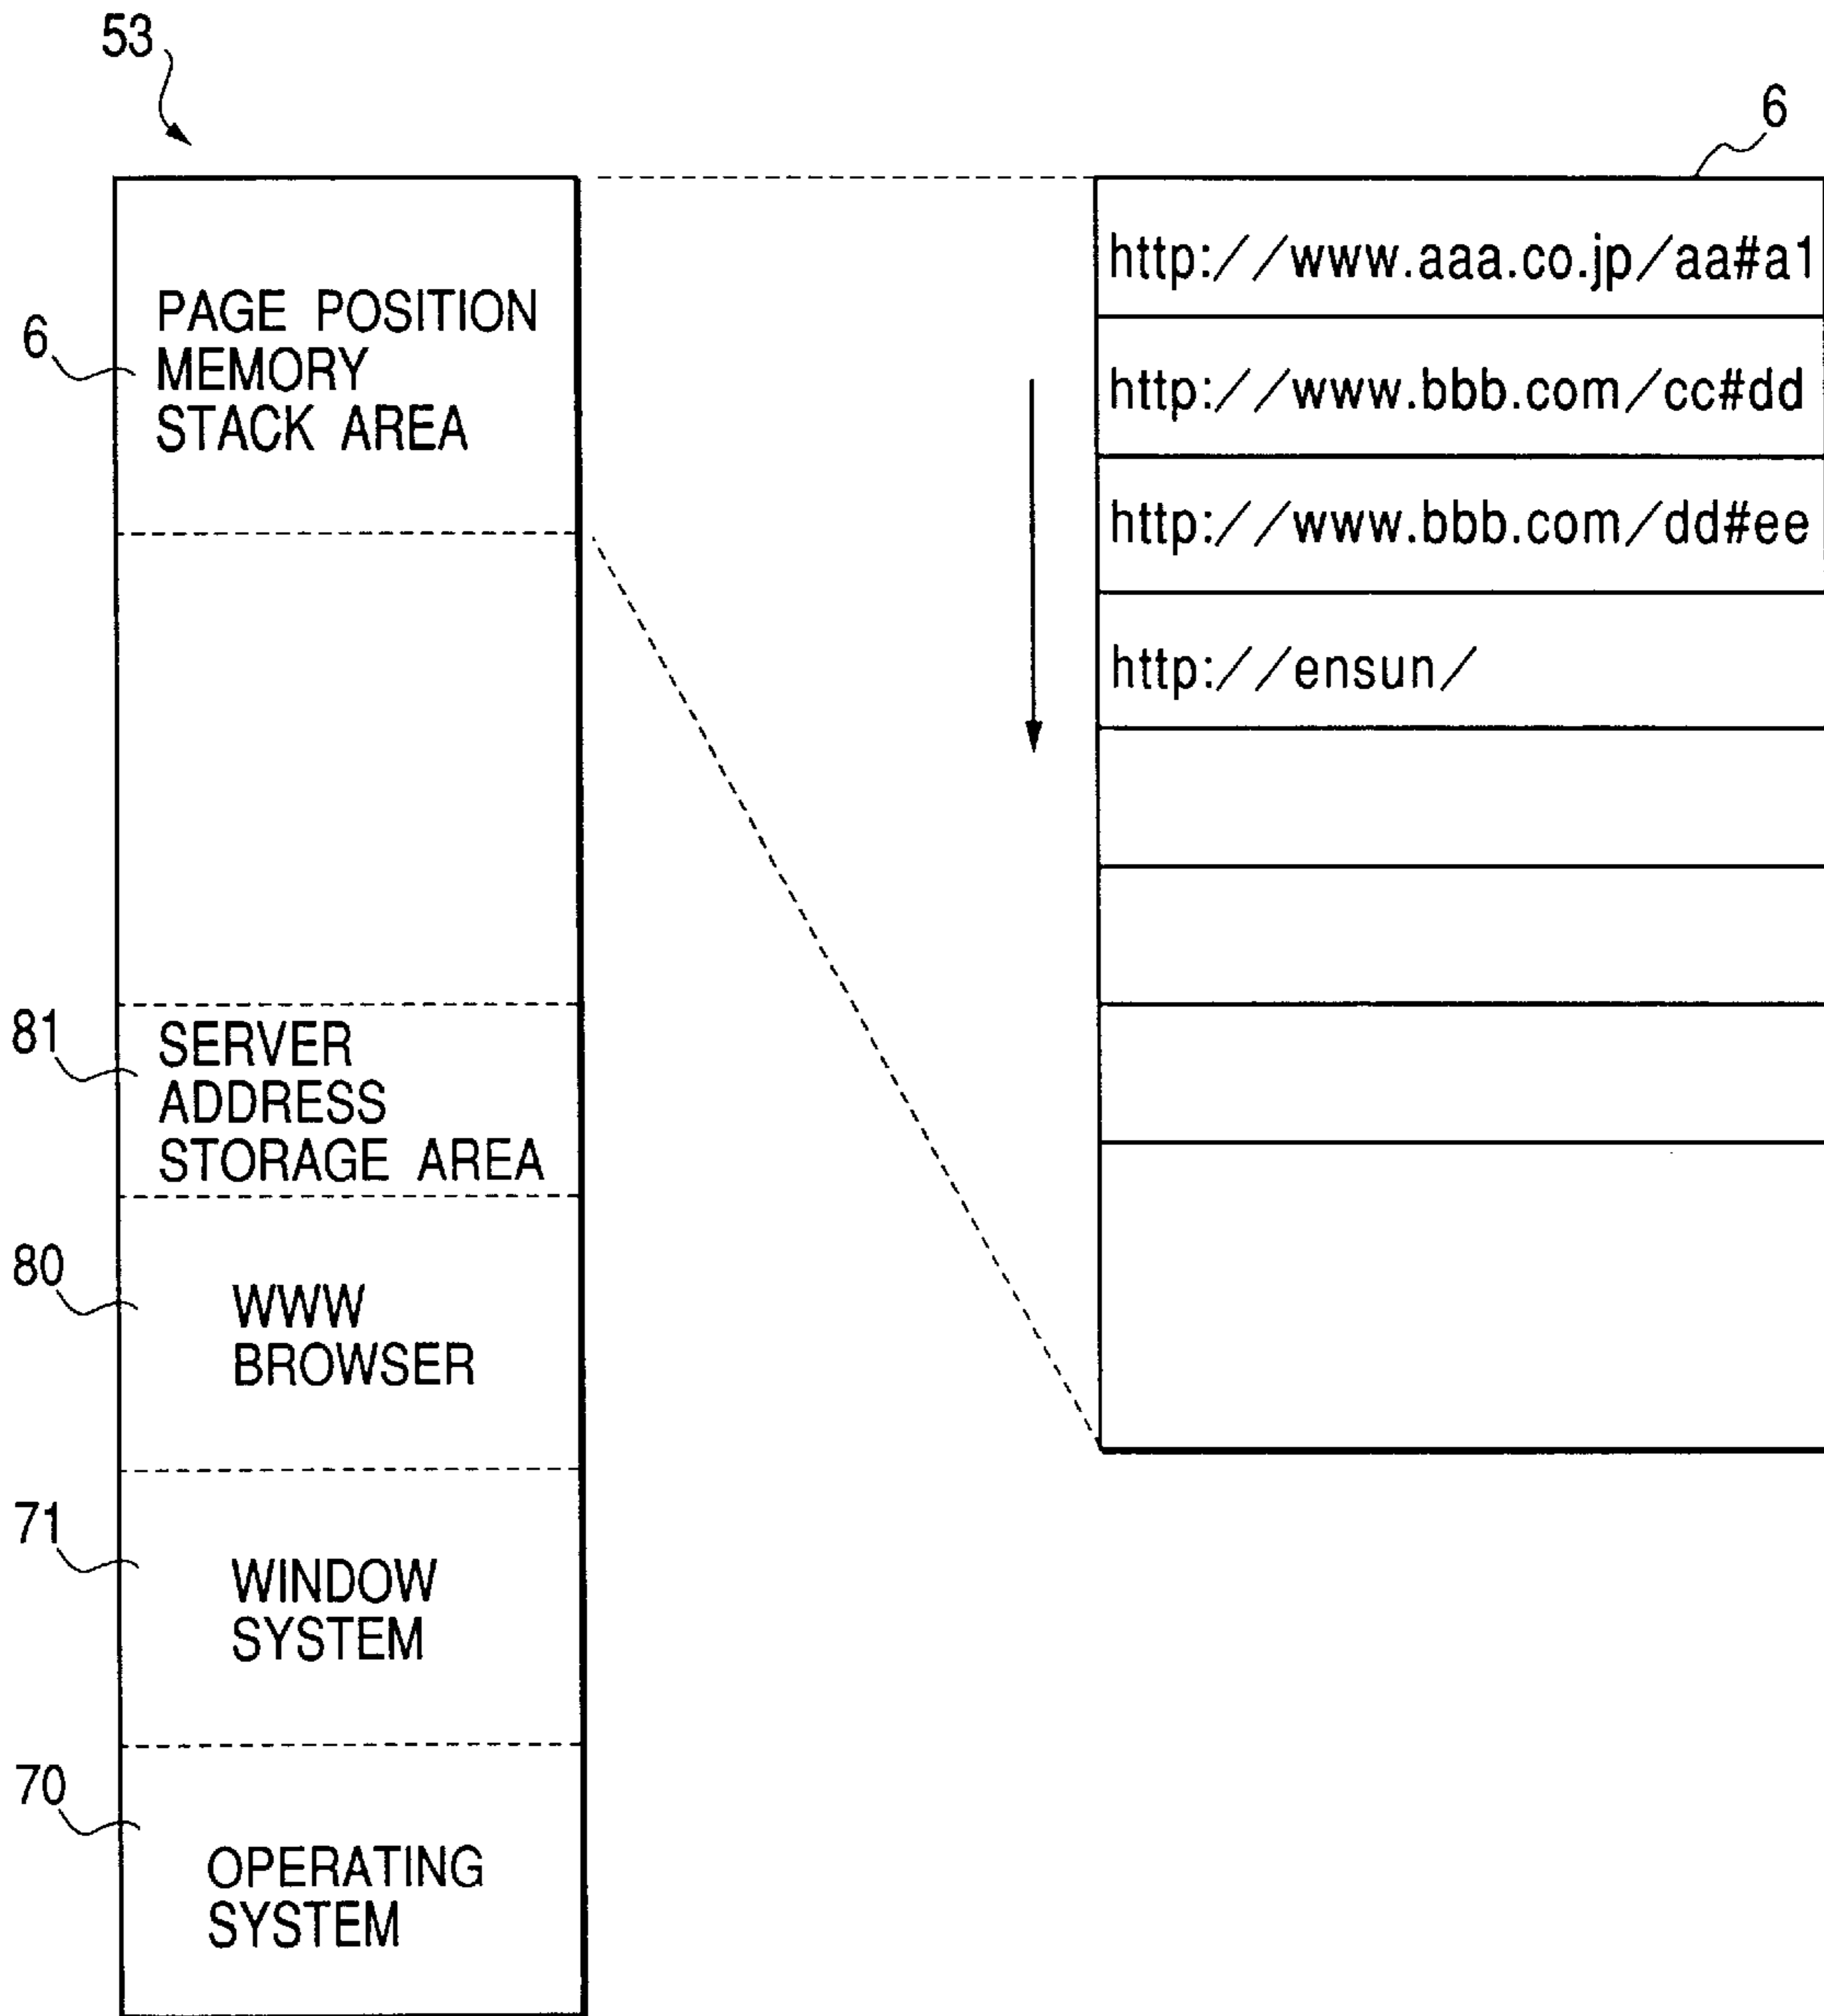 53
6
PAGE POSITION
MEMORY
STACK AREA
81
SERVER
ADDRESS
STORAGE AREA
80
WWW
BROWSER
71
WINDOW
SYSTEM
70
OPERATING
SYSTEM
6
http://www.aaa.co.jp/aa#a1
http://www.bbb.com/cc#dd
http://www.bbb.com/dd#ee
http://ensun/